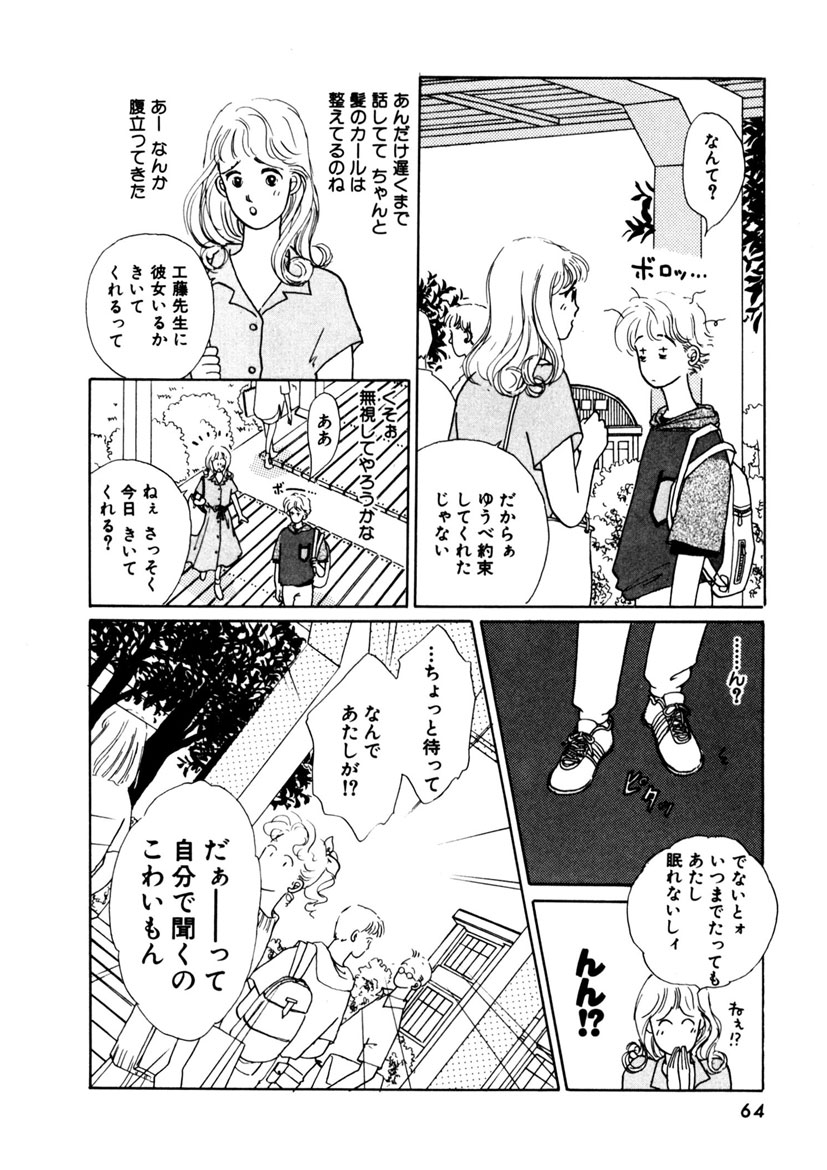 なんて?
ボロッ…
だからぁ
ゆうべ約束
してくれた
じゃない
あんだけ遅くまで
話してて ちゃんと
髪のカールは
整えてるのね
あー なんか
腹立つてきた
工藤先生に
彼女いるか
きいて
くれるって
くそぉ
無視してやろうかな
ああ
ボー
ねぇ さっそく
今日 きいて
くれる?
……ん?
ピタッ
でないとォ
いつまでたっても
あたし
眠れないしィ
ねぇ!?
んん!?
…ちょっと待って
なんで
あたしが!?
だぁーーって
自分で聞くの
こわいもん
64